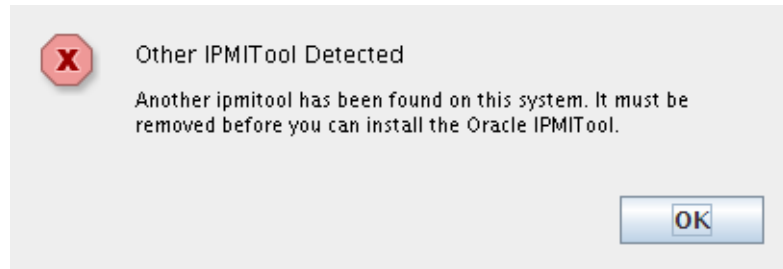 Other IPMITool Detected
Another ipmitool has been found on this system. It must be
removed before you can install the Oracle IPMITool.
OK